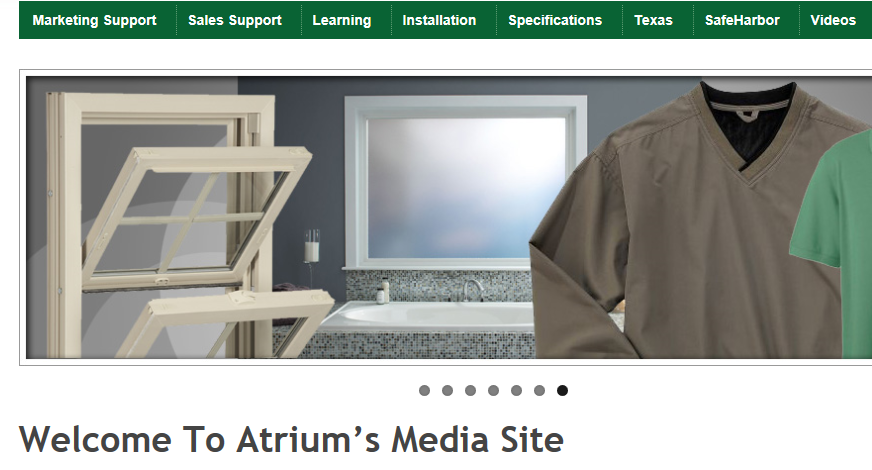 Marketing Support Sales Support Learning Installation Specifications Texas SafeHarbor Videos
Welcome To Atrium’s Media Site